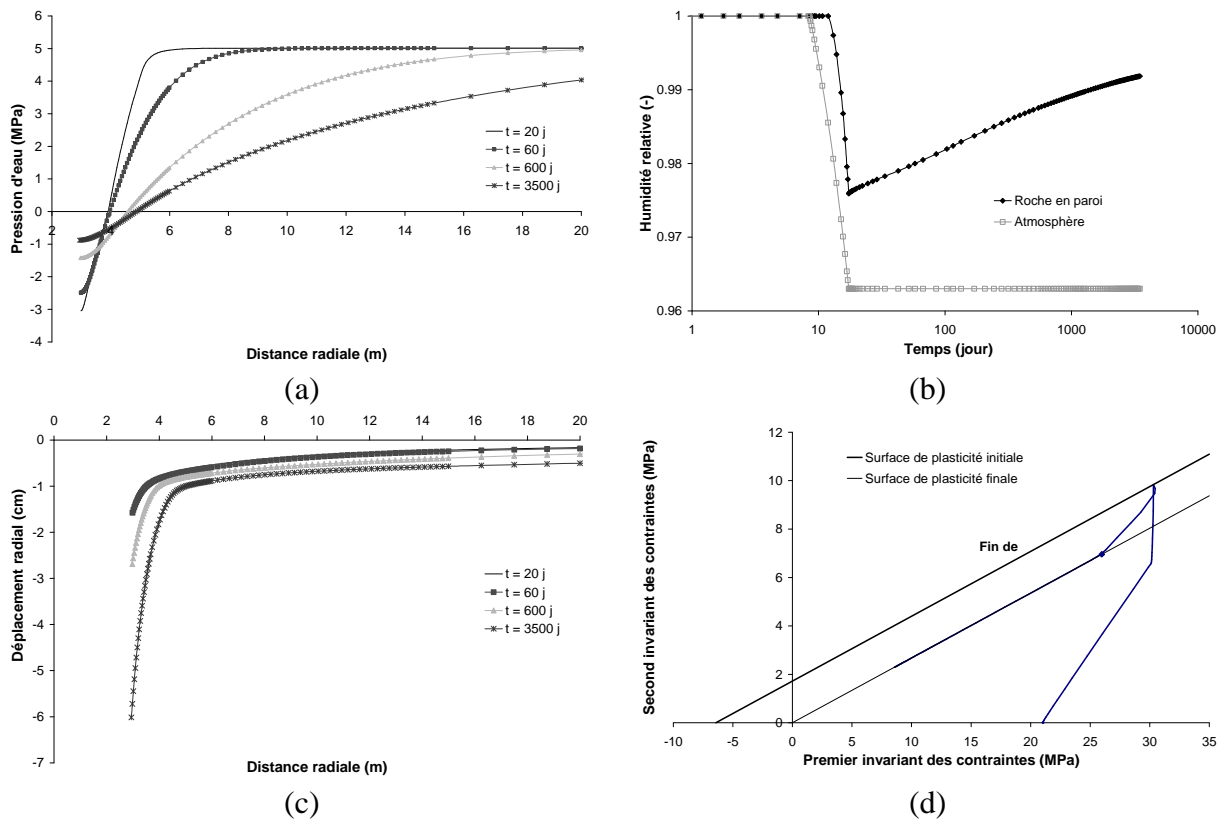 5
4
3
2
1
0
-1
-2
-3
-4
2 4 6 8 10 12 14 16 18 20
Pression d'eau (MPa)
Distance radiale (m)
t = 20 j
t = 60 j
t = 600 j
t = 3500 j
(a)
1
0.99
0.98
0.97
0.96
1 10 100 1000 10000
Humidité relative (-)
Temps (jour)
Roche en paroi
Atmosphère
(b)
0 2 4 6 8 10 12 14 16 18 20
0
-1
-2
-3
-4
-5
-6
-7
Déplacement radial (cm)
Distance radiale (m)
t = 20 j
t = 60 j
t = 600 j
t = 3500 j
(c)
12
10
8
6
4
2
0
-10 -5 0 5 10 15 20 25 30 35
Second invariant des contraintes (MPa)
Premier invariant des contraintes (MPa)
Surface de plasticité initiale
Surface de plasticité finale
Fin de
(d)